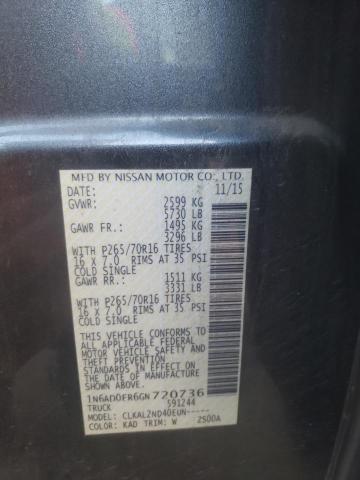 MFD BY NISSAN MOTOR CO., LTD.
DATE: 11/15
GVWR: 2599 KG
5730 LB
GAWR FR.: 1495 KG
3296 LB
WITH P265/70R16 TIRES
16 X 7.0 RIMS AT 35 PSI
COLD SINGLE
GAWR RR.: 1511 KG
3331 LB
WITH P265/70R16 TIRES
16 X 7.0 RIMS AT 35 PSI
COLD SINGLE
THIS VEHICLE CONFORMS TO
ALL APPLICABLE FEDERAL
MOTOR VEHICLE
SAFETY AND THEFT PREVENTION
STANDARDS IN EFFECT
ON THE DATE OF MANUFACTURE
SHOWN ABOVE.
1N6AD0ER6GN720736
TRUCK 591244
MODEL: CLKAL2ND40EUN-----
COLOR: KAD TRIM: W 2S00A